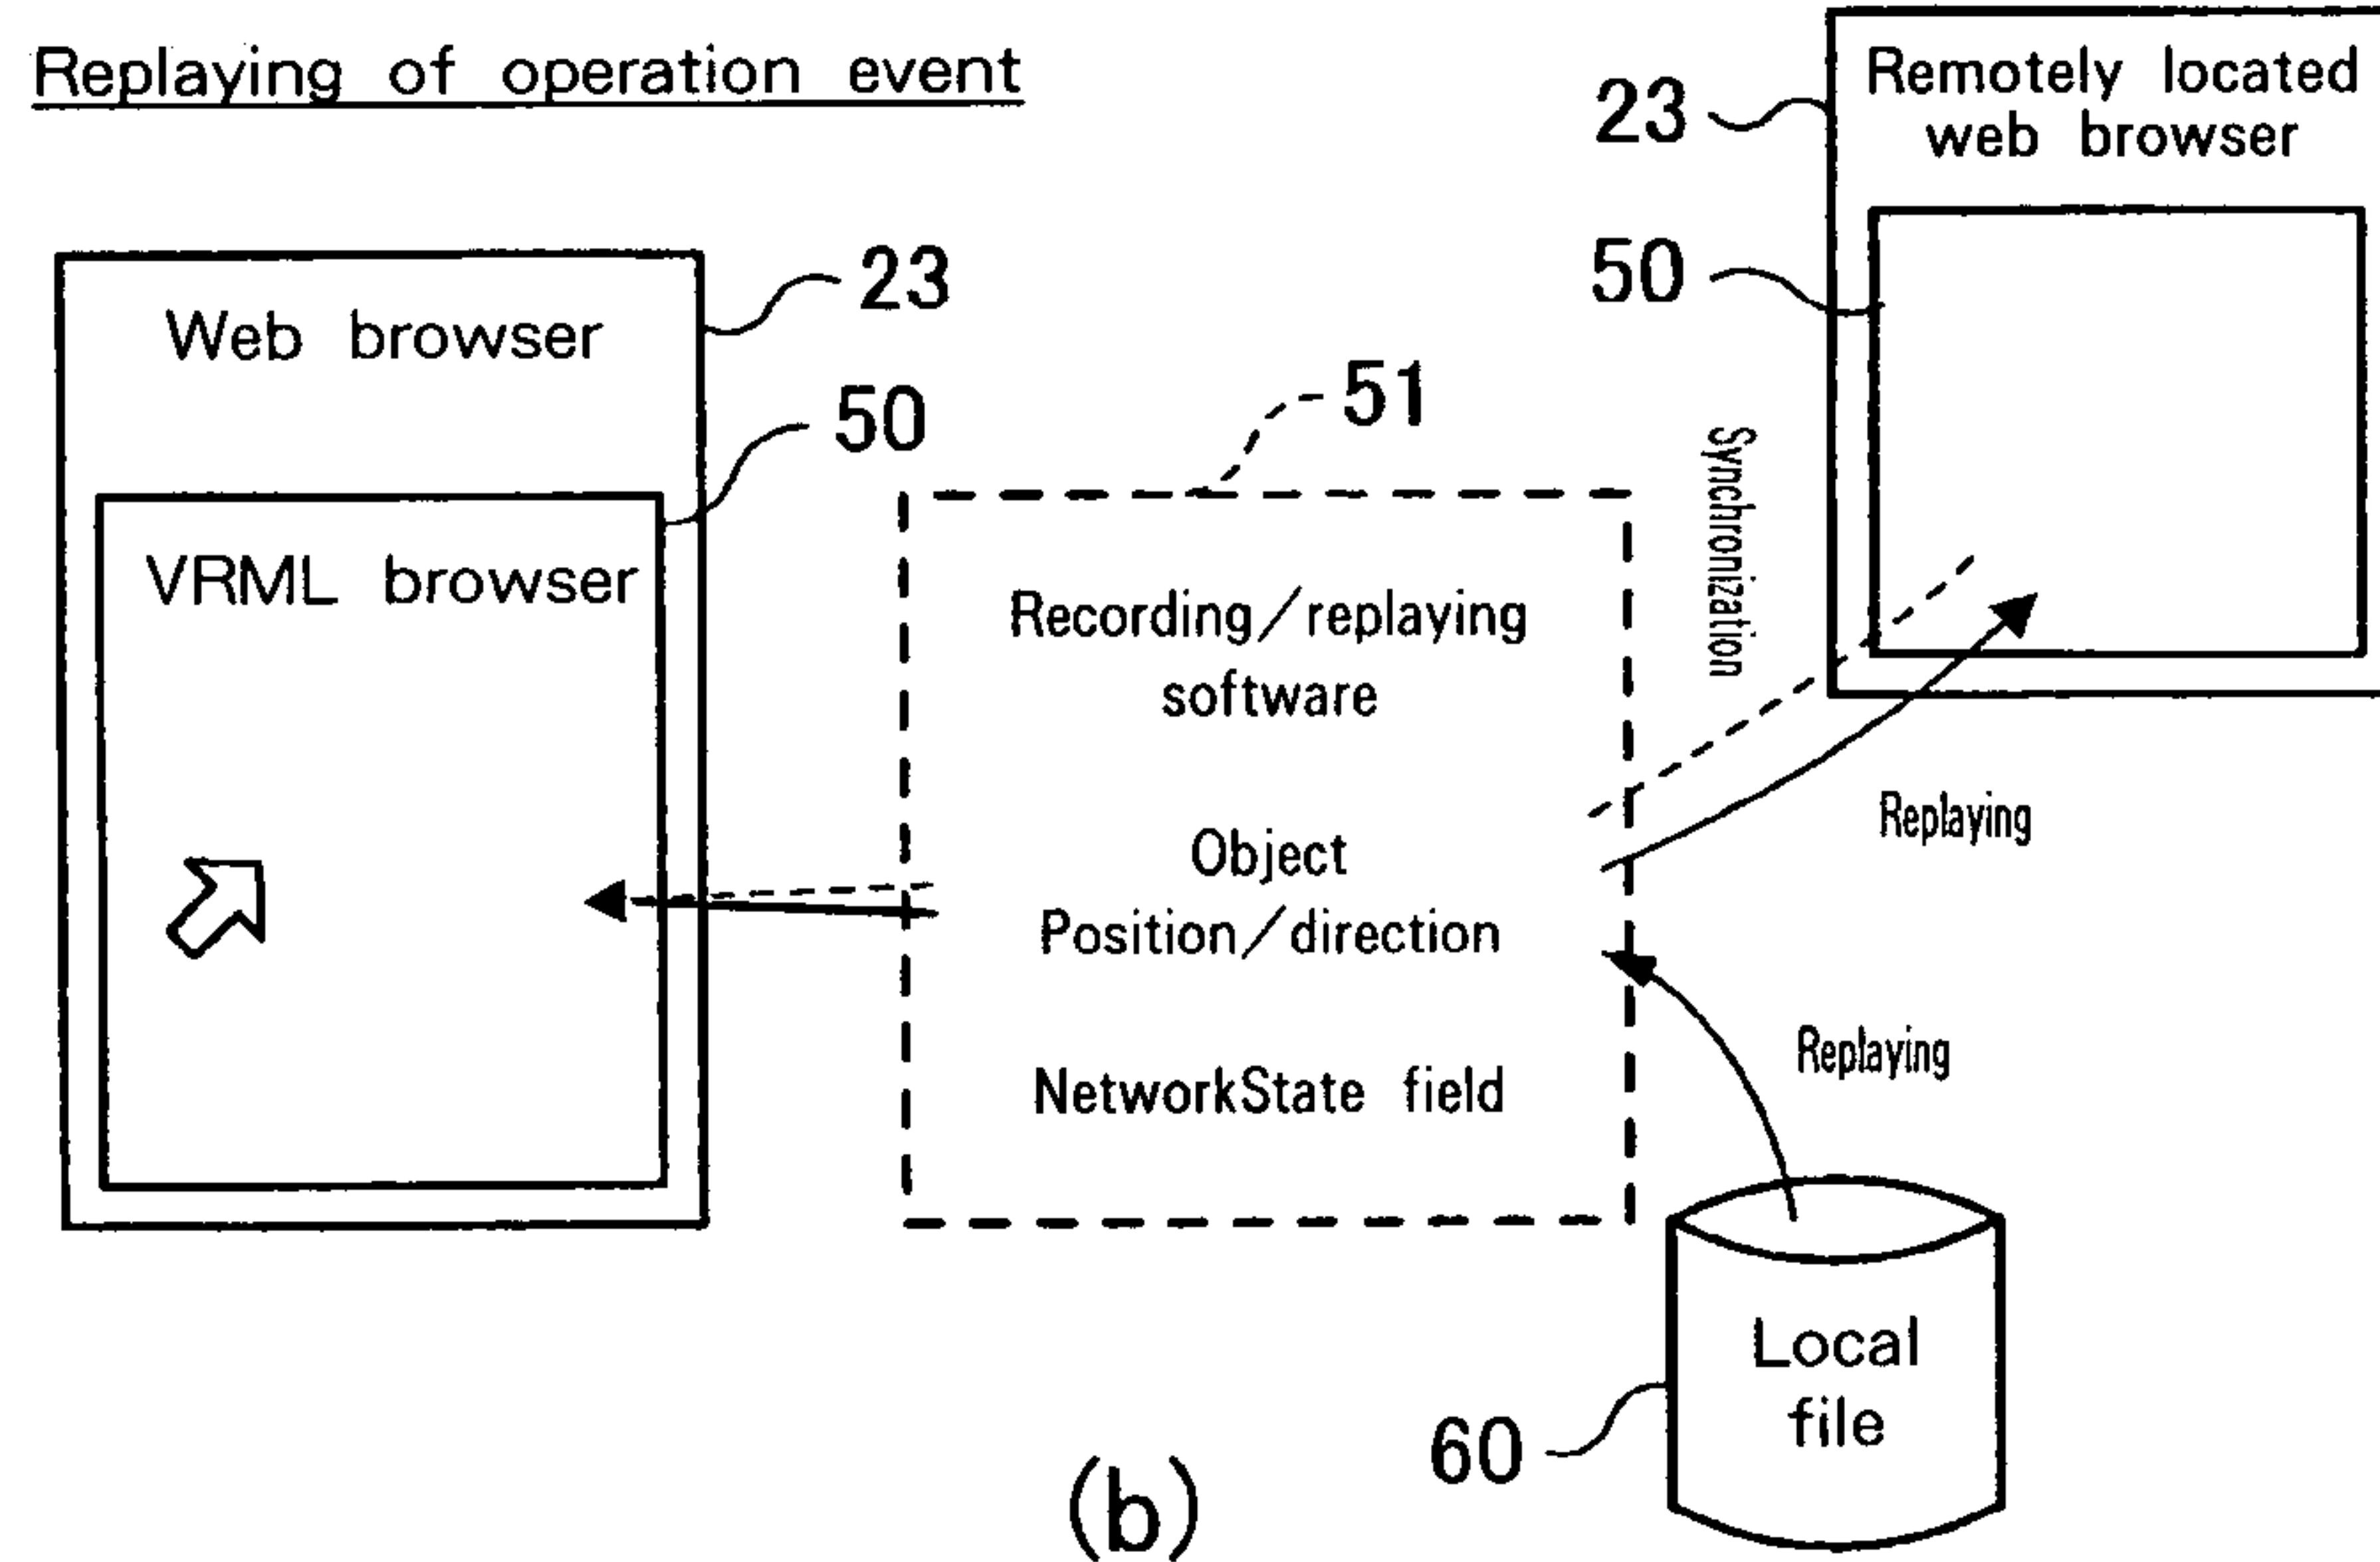 Replaying of operation event
23
Remotely located
web browser
50
23
Web browser
50
VRML browser
51
Recording/replaying
software
Object
Position/direction
NetworkState field
Synchronization
Replaying
Replaying
Local
file
60
(b)